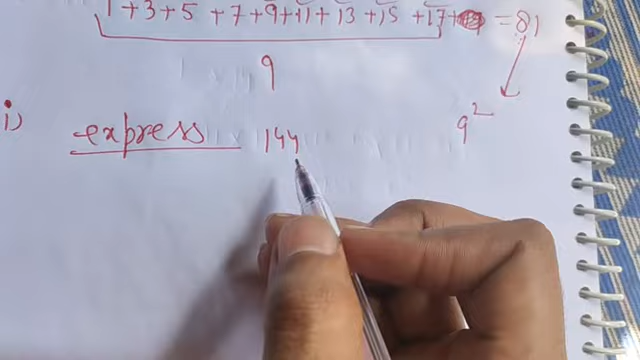 1 + 3 + 5 + 7 + 9 + 11 + 13 + 15 + 17 + = 81
9
9²
i) express 144